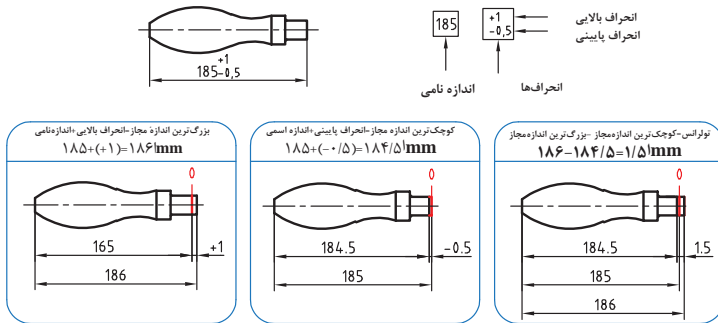 185 +1 -0,5
185
+1
-0,5
انحراف بالایی
انحراف پایینی
اندازه نامی
انحراف‌ها
بزرگ‌ترین اندازهٔ مجاز-انحراف بالایی+اندازه‌نامی
۱۸۵+(+۱)=۱۸۶mm
0
165
+1
186
کوچک‌ترین اندازه مجاز-انحراف پایینی+اندازه اسمی
۱۸۵+(-۰/۵)=۱۸۴/۵mm
0
184.5
-0.5
185
تولرانس-کوچک‌ترین اندازه‌مجاز -بزرگ‌ترین اندازه‌مجاز
۱۸۶-۱۸۴/۵=۱/۵mm
0
184.5
1.5
185
186